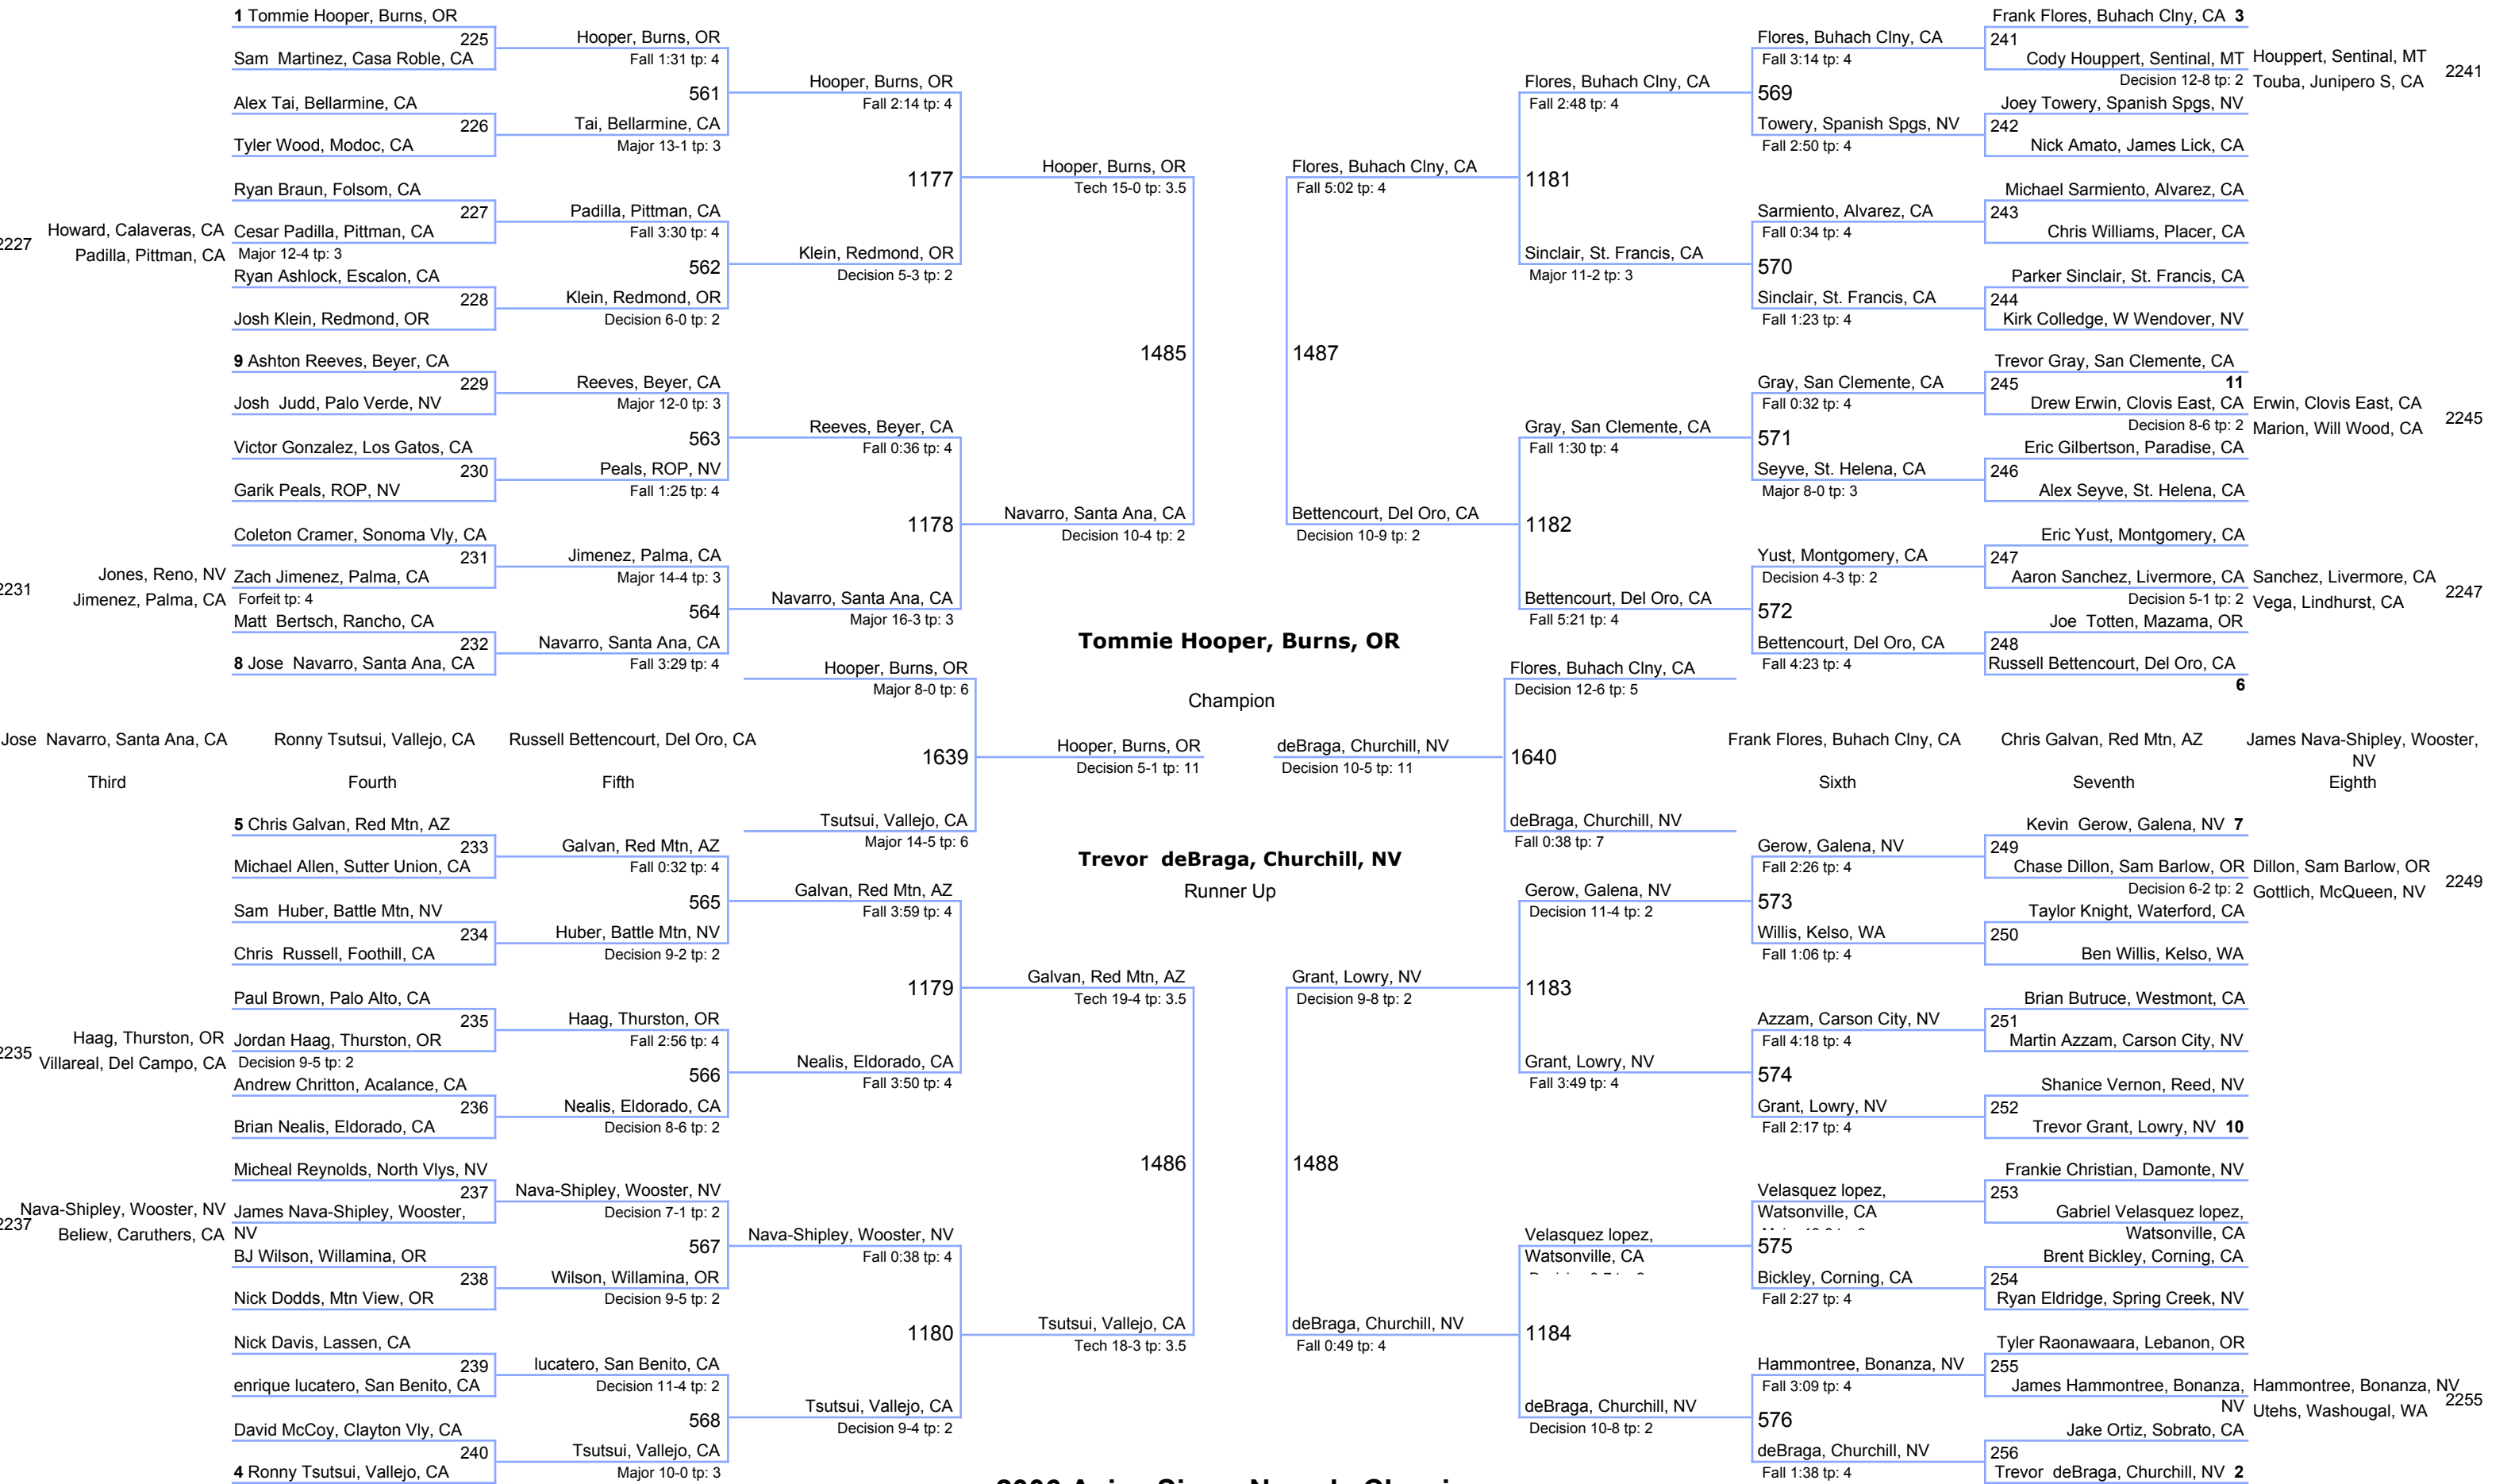 1 Tommie Hooper, Burns, OR
225
Sam Martinez, Casa Roble, CA
Alex Tai, Bellarmine, CA
226
Tyler Wood, Modoc, CA
Ryan Braun, Folsom, CA
227
Howard, Calaveras, CA
Padilla, Pittman, CA
2227
Cesar Padilla, Pittman, CA
Major 12-4 tp: 3
Ryan Ashlock, Escalon, CA
228
Josh Klein, Redmond, OR
9 Ashton Reeves, Beyer, CA
229
Josh Judd, Palo Verde, NV
Victor Gonzalez, Los Gatos, CA
230
Garik Peals, ROP, NV
Coleton Cramer, Sonoma Vly, CA
231
Jones, Reno, NV
Jimenez, Palma, CA
2231
Zach Jimenez, Palma, CA
Forfeit tp: 4
Matt Bertsch, Rancho, CA
232
8 Jose Navarro, Santa Ana, CA
Hooper, Burns, OR
Fall 1:31 tp: 4
561
Tai, Bellarmine, CA
Major 13-1 tp: 3
Padilla, Pittman, CA
Fall 3:30 tp: 4
562
Klein, Redmond, OR
Decision 6-0 tp: 2
Reeves, Beyer, CA
Major 12-0 tp: 3
563
Peals, ROP, NV
Fall 1:25 tp: 4
Jimenez, Palma, CA
Major 14-4 tp: 3
564
Navarro, Santa Ana, CA
Fall 3:29 tp: 4
Hooper, Burns, OR
Fall 2:14 tp: 4
1177
Klein, Redmond, OR
Decision 5-3 tp: 2
Reeves, Beyer, CA
Fall 0:36 tp: 4
1178
Navarro, Santa Ana, CA
Major 16-3 tp: 3
Hooper, Burns, OR
Tech 15-0 tp: 3.5
1485
Navarro, Santa Ana, CA
Decision 10-4 tp: 2
Flores, Buhach Clny, CA
Fall 5:02 tp: 4
1487
Bettencourt, Del Oro, CA
Decision 10-9 tp: 2
Flores, Buhach Clny, CA
Fall 2:48 tp: 4
1181
Sinclair, St. Francis, CA
Major 11-2 tp: 3
Gray, San Clemente, CA
Fall 1:30 tp: 4
1182
Bettencourt, Del Oro, CA
Fall 5:21 tp: 4
Flores, Buhach Clny, CA
Fall 3:14 tp: 4
569
Towery, Spanish Spgs, NV
Fall 2:50 tp: 4
Sarmiento, Alvarez, CA
Fall 0:34 tp: 4
570
Sinclair, St. Francis, CA
Fall 1:23 tp: 4
Gray, San Clemente, CA
Fall 0:32 tp: 4
571
Seyve, St. Helena, CA
Major 8-0 tp: 3
Yust, Montgomery, CA
Decision 4-3 tp: 2
572
Bettencourt, Del Oro, CA
Fall 4:23 tp: 4
Frank Flores, Buhach Clny, CA 3
241
Cody Houppert, Sentinal, MT
Decision 12-8 tp: 2
Houppert, Sentinal, MT
Touba, Junipero S, CA
2241
Joey Towery, Spanish Spgs, NV
242
Nick Amato, James Lick, CA
Michael Sarmiento, Alvarez, CA
243
Chris Williams, Placer, CA
Parker Sinclair, St. Francis, CA
244
Kirk Colledge, W Wendover, NV
Trevor Gray, San Clemente, CA
245 11
Drew Erwin, Clovis East, CA
Decision 8-6 tp: 2
Erwin, Clovis East, CA
Marion, Will Wood, CA
2245
Eric Gilbertson, Paradise, CA
246
Alex Seyve, St. Helena, CA
Eric Yust, Montgomery, CA
247
Aaron Sanchez, Livermore, CA
Decision 5-1 tp: 2
Sanchez, Livermore, CA
Vega, Lindhurst, CA
2247
Joe Totten, Mazama, OR
248
Russell Bettencourt, Del Oro, CA
6
Tommie Hooper, Burns, OR
Champion
Hooper, Burns, OR
Major 8-0 tp: 6
1639
Tsutsui, Vallejo, CA
Major 14-5 tp: 6
Hooper, Burns, OR
Decision 5-1 tp: 11
deBraga, Churchill, NV
Decision 10-5 tp: 11
Flores, Buhach Clny, CA
Decision 12-6 tp: 5
1640
deBraga, Churchill, NV
Fall 0:38 tp: 7
Trevor deBraga, Churchill, NV
Runner Up
Jose Navarro, Santa Ana, CA
Third
Ronny Tsutsui, Vallejo, CA
Fourth
Russell Bettencourt, Del Oro, CA
Fifth
Frank Flores, Buhach Clny, CA
Sixth
Chris Galvan, Red Mtn, AZ
Seventh
James Nava-Shipley, Wooster,
NV
Eighth
5 Chris Galvan, Red Mtn, AZ
233
Michael Allen, Sutter Union, CA
Sam Huber, Battle Mtn, NV
234
Chris Russell, Foothill, CA
Paul Brown, Palo Alto, CA
235
Haag, Thurston, OR
Villareal, Del Campo, CA
2235
Jordan Haag, Thurston, OR
Decision 9-5 tp: 2
Andrew Chritton, Acalance, CA
236
Brian Nealis, Eldorado, CA
Micheal Reynolds, North Vlys, NV
237
Nava-Shipley, Wooster, NV
Beliew, Caruthers, CA
2237
James Nava-Shipley, Wooster,
NV
BJ Wilson, Willamina, OR
238
Nick Dodds, Mtn View, OR
Nick Davis, Lassen, CA
239
enrique lucatero, San Benito, CA
David McCoy, Clayton Vly, CA
240
4 Ronny Tsutsui, Vallejo, CA
Galvan, Red Mtn, AZ
Fall 0:32 tp: 4
565
Huber, Battle Mtn, NV
Decision 9-2 tp: 2
Haag, Thurston, OR
Fall 2:56 tp: 4
566
Nealis, Eldorado, CA
Decision 8-6 tp: 2
Nava-Shipley, Wooster, NV
Decision 7-1 tp: 2
567
Wilson, Willamina, OR
Decision 9-5 tp: 2
lucatero, San Benito, CA
Decision 11-4 tp: 2
568
Tsutsui, Vallejo, CA
Major 10-0 tp: 3
Galvan, Red Mtn, AZ
Fall 3:59 tp: 4
1179
Nealis, Eldorado, CA
Fall 3:50 tp: 4
Nava-Shipley, Wooster, NV
Fall 0:38 tp: 4
1180
Tsutsui, Vallejo, CA
Decision 9-4 tp: 2
Galvan, Red Mtn, AZ
Tech 19-4 tp: 3.5
1486
Tsutsui, Vallejo, CA
Tech 18-3 tp: 3.5
Grant, Lowry, NV
Decision 9-8 tp: 2
1488
deBraga, Churchill, NV
Fall 0:49 tp: 4
Gerow, Galena, NV
Decision 11-4 tp: 2
1183
Grant, Lowry, NV
Fall 3:49 tp: 4
Velasquez lopez,
Watsonville, CA
1184
deBraga, Churchill, NV
Decision 10-8 tp: 2
Gerow, Galena, NV
Fall 2:26 tp: 4
573
Willis, Kelso, WA
Fall 1:06 tp: 4
Azzam, Carson City, NV
Fall 4:18 tp: 4
574
Grant, Lowry, NV
Fall 2:17 tp: 4
Velasquez lopez,
Watsonville, CA
575
Bickley, Corning, CA
Fall 2:27 tp: 4
Hammontree, Bonanza, NV
Fall 3:09 tp: 4
576
deBraga, Churchill, NV
Fall 1:38 tp: 4
Kevin Gerow, Galena, NV 7
249
Chase Dillon, Sam Barlow, OR
Decision 6-2 tp: 2
Dillon, Sam Barlow, OR
Gottlich, McQueen, NV
2249
Taylor Knight, Waterford, CA
250
Ben Willis, Kelso, WA
Brian Butruce, Westmont, CA
251
Martin Azzam, Carson City, NV
Shanice Vernon, Reed, NV
252
Trevor Grant, Lowry, NV 10
Frankie Christian, Damonte, NV
253
Gabriel Velasquez lopez,
Watsonville, CA
Brent Bickley, Corning, CA
254
Ryan Eldridge, Spring Creek, NV
Tyler Raonawaara, Lebanon, OR
255
James Hammontree, Bonanza,
NV
Hammontree, Bonanza, NV
Utehs, Washougal, WA
2255
Jake Ortiz, Sobrato, CA
256
Trevor deBraga, Churchill, NV 2